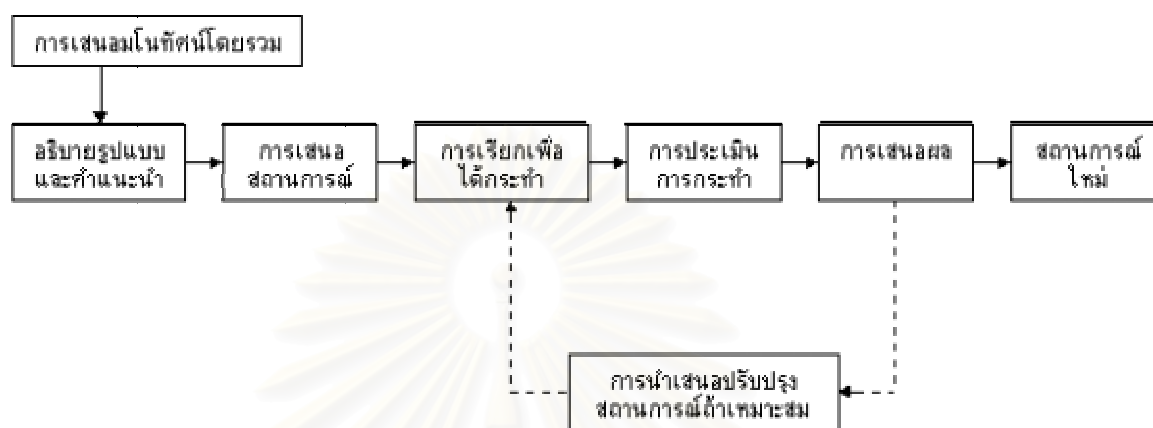 การเสนอมโนทัศน์โดยรวม
อธิบายรูปแบบ
และคำแนะนำ
การเสนอ
สถานการณ์
การเรียกเพื่อ
ได้กระทำ
การประเมิน
การกระทำ
การเสนอผล
สถานการณ์
ใหม่
การนำเสนอปรับปรุง
สถานการณ์ถ้าเหมาะสม